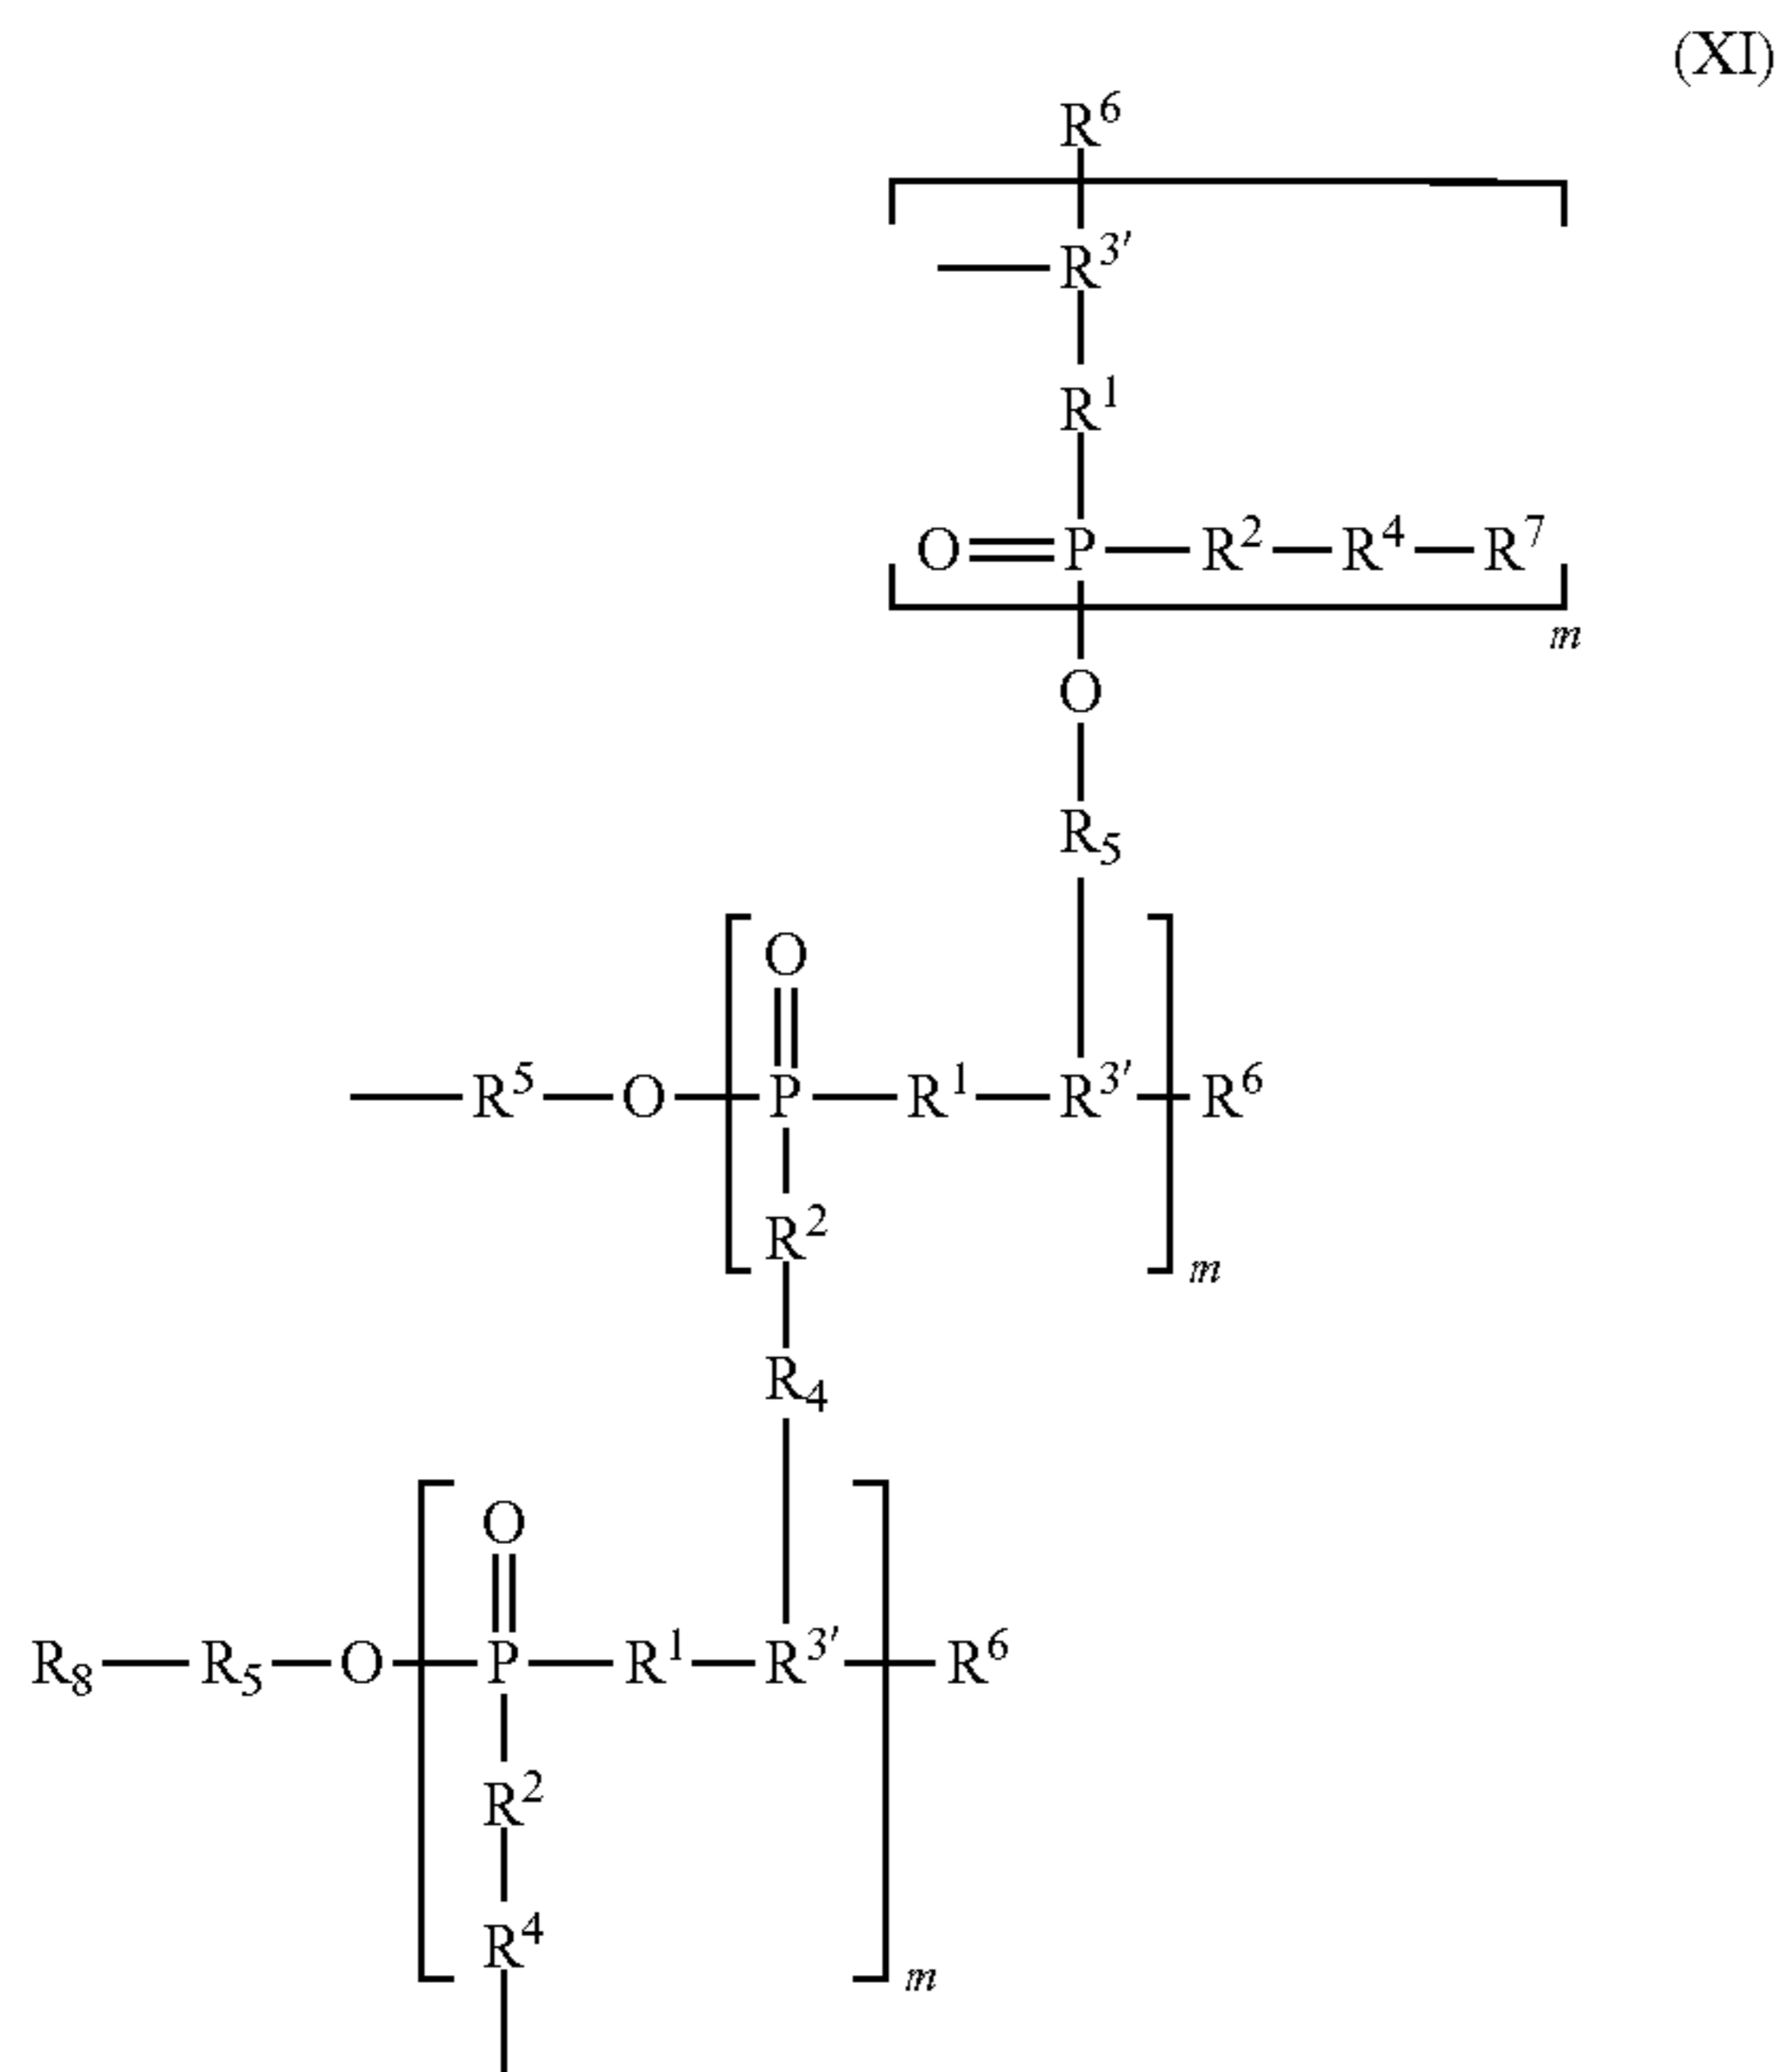 (XI)
R⁶
R³′
R¹
O P R² R⁴ R⁷
m
O
R₅
O
R⁵ O P R¹ R³′ R⁶
R²
m
R₄
O
R₈ R₅ O P R¹ R³′ R⁶
R²
R⁴
m